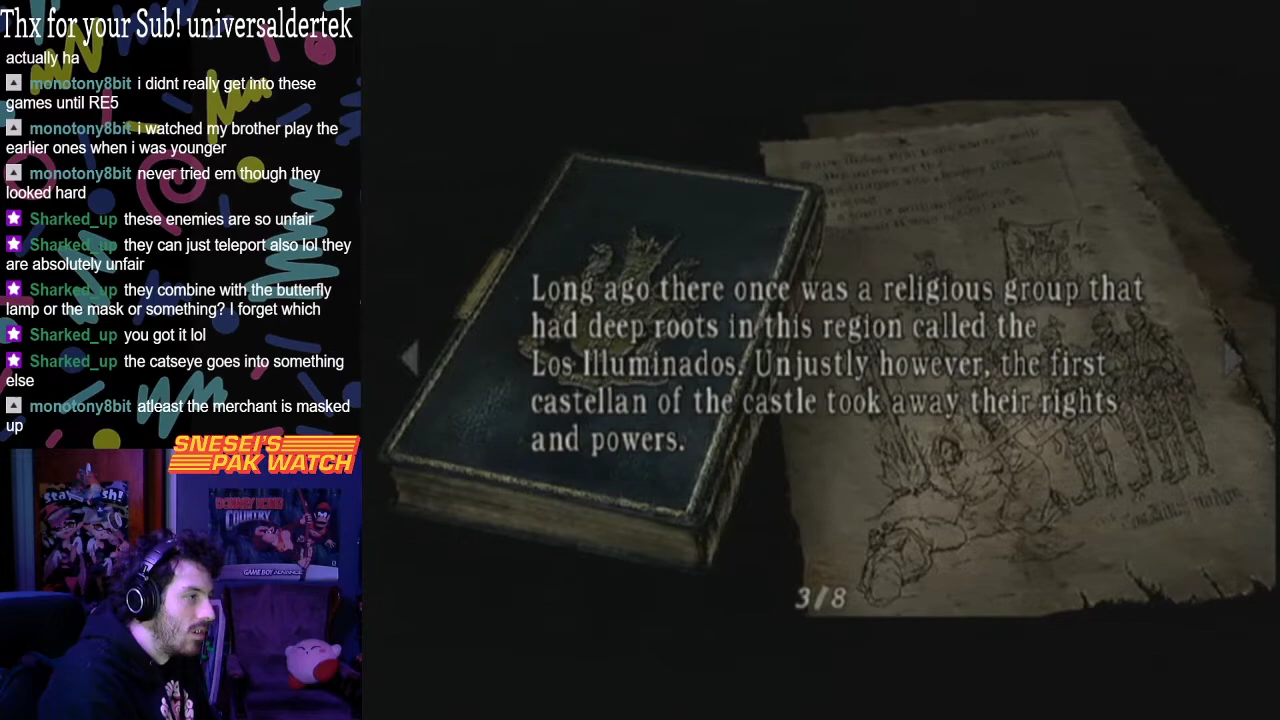 Thx for your Sub! universaldertek
actually ha
monotony8bit i didnt really get into these
games until RE5
monotony8bit i watched my brother play the
earlier ones when i was younger
monotony8bit never tried em though they
looked hard
Sharked_up these enemies are so unfair
Sharked_up they can just teleport also lol they
are absolutely unfair
Sharked_up they combine with the butterfly
lamp or the mask or something? I forget which
Sharked_up you got it lol
Sharked_up the catseye goes into something
else
monotony8bit atleast the merchant is masked
up
SNESEI'S
PAK WATCH
DONKEY KONG
COUNTRY
GAME BOY ADVANCE
Long ago there once was a religious group that
had deep roots in this region called the
Los Illuminados. Unjustly however, the first
castellan of the castle took away their rights
and powers.
3/8